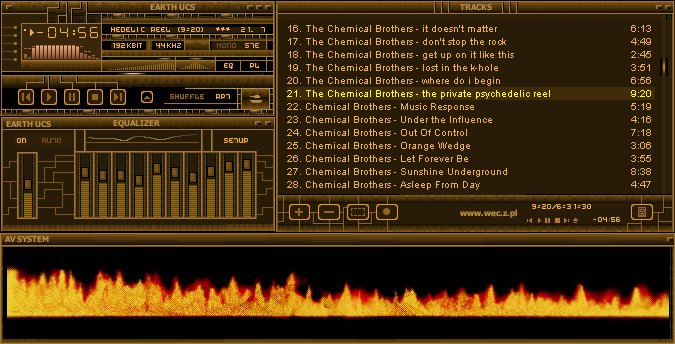 EARTH UCS
-04:56
HEDELIC REEL (9:20) *** 21. T
192KBIT 44KHZ MONO STE
EQ PL
SHUFFLE RPT
EARTH UCS EQUALIZER
ON AUTO SETUP
TRACKS
16. The Chemical Brothers - it doesn't matter 6:13
17. The Chemical Brothers - don't stop the rock 4:49
18. The Chemical Brothers - get up on it like this 2:45
19. The Chemical Brothers - lost in the k-hole 3:51
20. The Chemical Brothers - where do i begin 6:56
21. The Chemical Brothers - the private psychedelic reel 9:20
22. Chemical Brothers - Music Response 5:19
23. Chemical Brothers - Under the Influence 4:16
24. Chemical Brothers - Out Of Control 7:18
25. Chemical Brothers - Orange Wedge 3:06
26. Chemical Brothers - Let Forever Be 3:55
27. Chemical Brothers - Sunshine Underground 8:38
28. Chemical Brothers - Asleep From Day 4:47
www.wec.z.pl
9:20/6:31:30
-04:56
AV SYSTEM